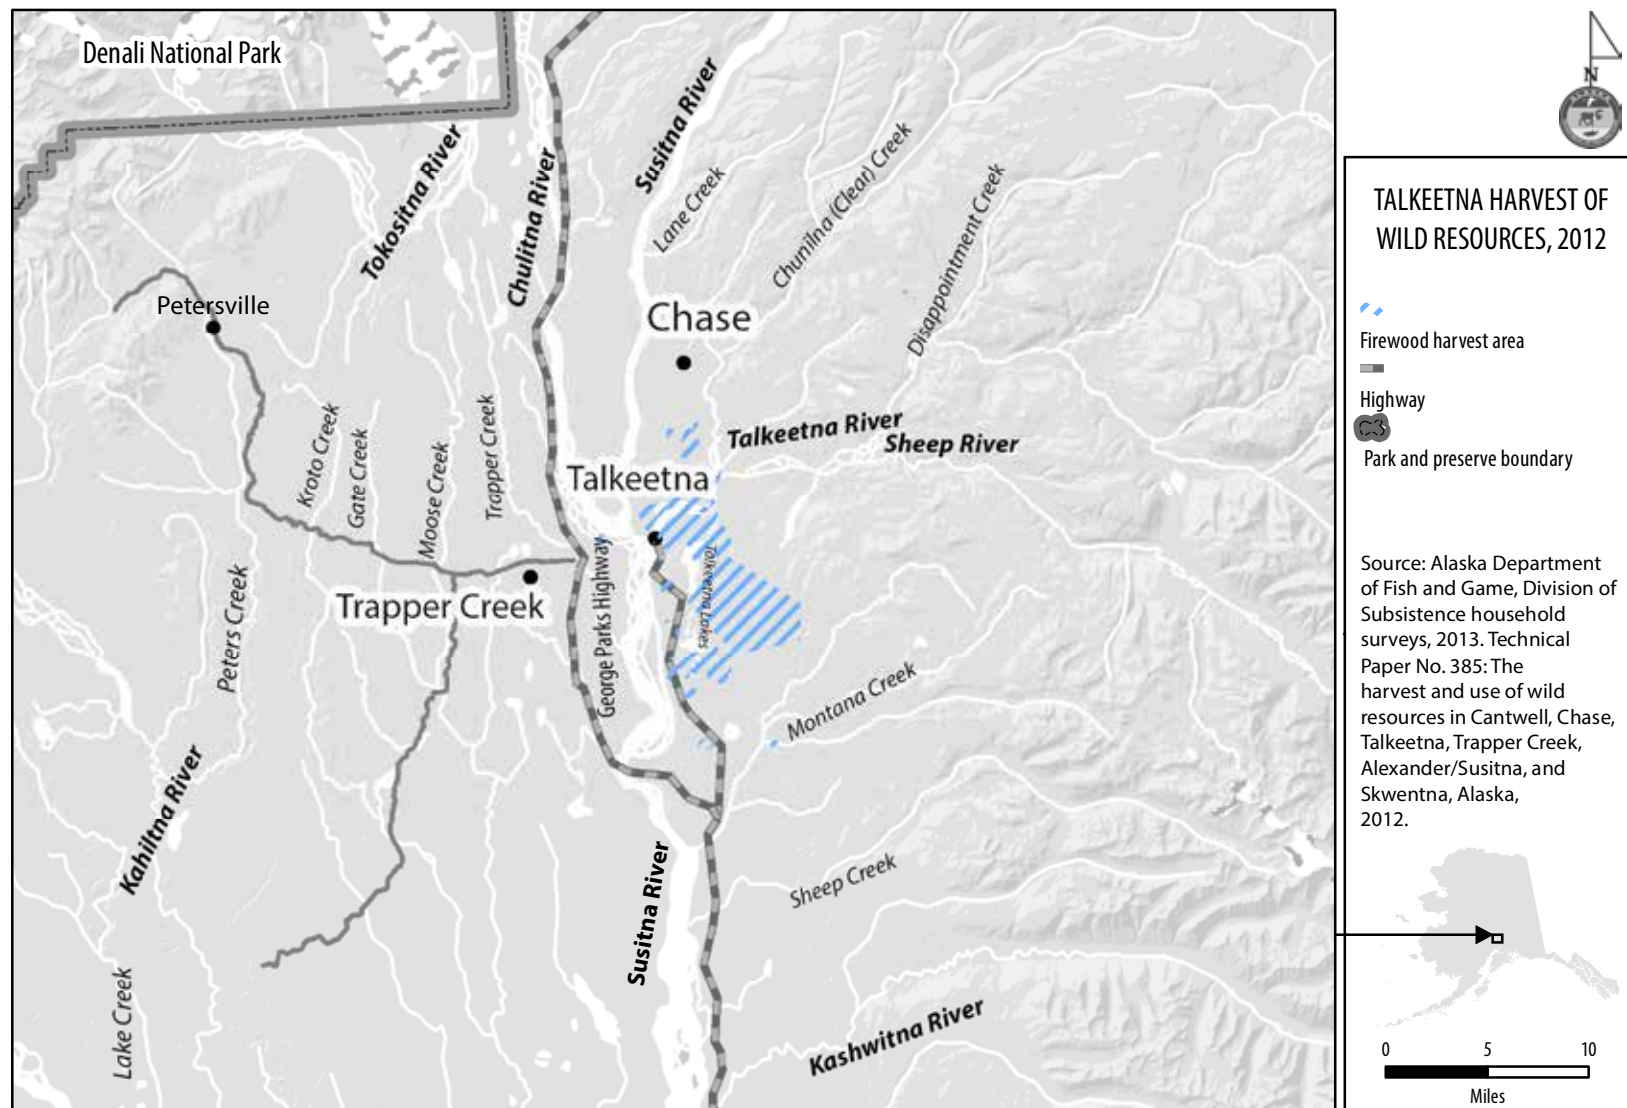 Denali National Park
Susitna River
Tokositna River
Chulitna River
Lane Creek
Chunilna (Clear) Creek
Disappointment Creek
Petersville
Chase
Kroto Creek
Gate Creek
Moose Creek
Trapper Creek
Talkeetna River
Sheep River
Talkeetna
Talkeetna Lakes
George Parks Highway
Trapper Creek
Peters Creek
Montana Creek
Kahiltna River
Susitna River
Sheep Creek
Lake Creek
Kashwitna River
N
ALASKA
TALKEETNA HARVEST OF
WILD RESOURCES, 2012
Firewood harvest area
Highway
Park and preserve boundary
Source: Alaska Department
of Fish and Game, Division of
Subsistence household
surveys, 2013. Technical
Paper No. 385: The
harvest and use of wild
resources in Cantwell, Chase,
Talkeetna, Trapper Creek,
Alexander/Susitna, and
Skwentna, Alaska,
2012.
0 5 10
Miles